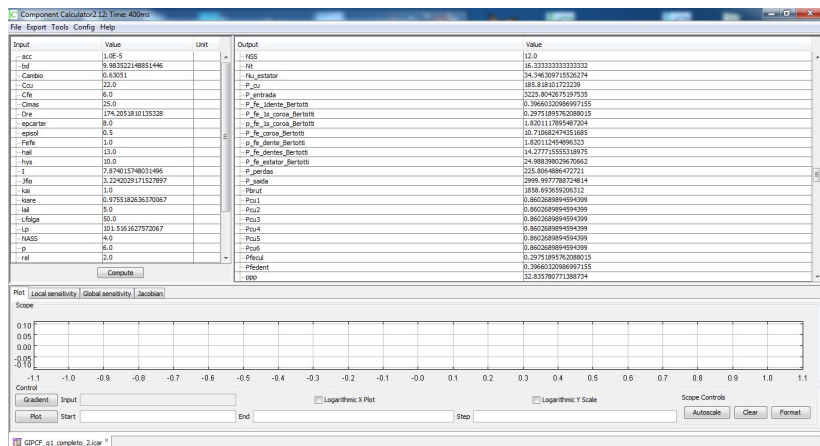 Component Calculator2.12: Time: 400ms
File Export Tools Config Help
Input Value Unit
acc 1.0E-5
bd 9.983522148851446
Cambio 0.63051
Ccu 22.0
Cfe 6.0
Cimas 25.0
Dre 174.2051810135328
epcarter 8.0
episol 0.5
Fefe 1.0
hail 13.0
hys 10.0
I 7.874015748031496
Jfio 3.2242029171527897
kai 1.0
kiare 0.9755182636370067
lail 5.0
Lfolga 50.0
Lp 101.5161627572067
NASS 4.0
p 6.0
rel 2.0
Compute
Output Value
NSS 12.0
Nt 16.333333333333332
Nu_estator 34.346309715526274
P_cu 185.818101723239
P_entrada 3225.8042675197535
P_fe_1dente_Bertotti 0.39660320986997155
P_fe_1s_coroa_Bertotti 0.29751895762088015
p_fe_1s_coroa_Bertotti 1.8201117895487204
P_fe_coroa_Bertotti 10.710682474351685
p_fe_dente_Bertotti 1.820112454896323
P_fe_dentes_Bertotti 14.277715555318975
P_fe_estator_Bertotti 24.988398029670662
P_perdas 225.8064886472721
P_saida 2999.9977788724814
Pbrut 1858.693659206312
Pcu1 0.8602689894594399
Pcu2 0.8602689894594399
Pcu3 0.8602689894594399
Pcu4 0.8602689894594399
Pcu5 0.8602689894594399
Pcu6 0.8602689894594399
Pfecul 0.29751895762088015
Pfedent 0.39660320986997155
ppp 32.835780771388734
Plot Local sensitivity Global sensitivity Jacobian
Scope
0.10
0.05
0.00
-0.05
-0.10
-1.1 -1.0 -0.9 -0.8 -0.7 -0.6 -0.5 -0.4 -0.3 -0.2 -0.1 -0.0 0.1 0.2 0.3 0.4 0.5 0.6 0.7 0.8 0.9 1.0 1.1
Control
Gradient Input Logarithmic X Plot Logarithmic Y Scale Scope Controls
Plot Start End Step Autoscale Clear Format
GIPCF_q1_completo_2.icar